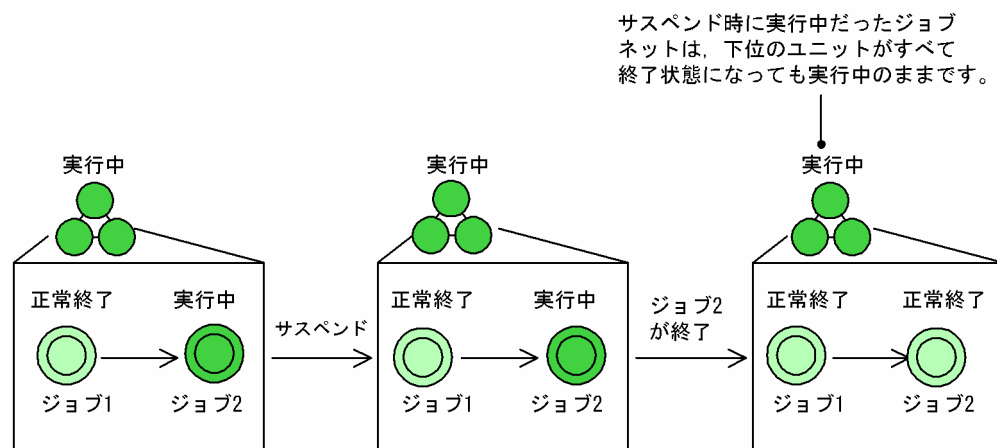 サスペンド時に実行中だったジョブ
ネットは，下位のユニットがすべて
終了状態になっても実行中のままです。
実行中
実行中
実行中
正常終了
実行中
サスペンド
正常終了
実行中
ジョブ2
が終了
正常終了
正常終了
ジョブ1
ジョブ2
ジョブ1
ジョブ2
ジョブ1
ジョブ2